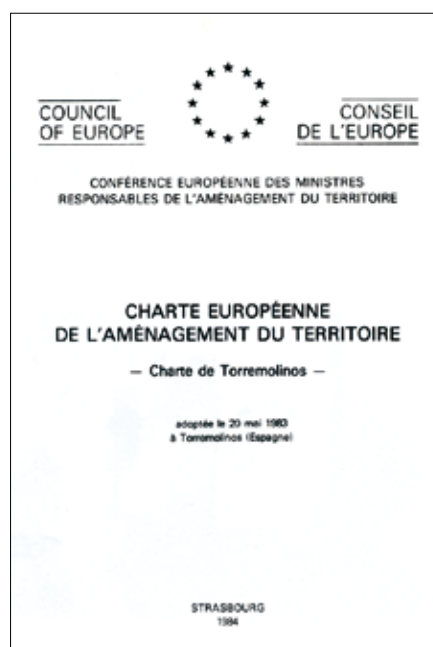 COUNCIL
OF EUROPE
CONSEIL
DE L'EUROPE
CONFÉRENCE EUROPÉENNE DES MINISTRES
RESPONSABLES DE L'AMÉNAGEMENT DU TERRITOIRE
CHARTE EUROPÉENNE
DE L'AMÉNAGEMENT DU TERRITOIRE
— Charte de Torremolinos —
adoptée le 20 mai 1983
à Torremolinos (Espagne)
STRASBOURG
1984